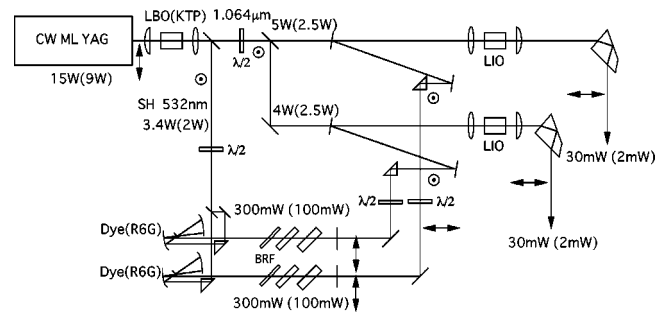 LBO(KTP) 1.064μm
CW ML YAG
5W(2.5W)
15W(9W)
λ/2
LIO
SH 532nm
3.4W(2W)
4W(2.5W)
λ/2
LIO
30mW (2mW)
λ/2
λ/2
300mW (100mW)
30mW (2mW)
Dye(R6G)
BRF
Dye(R6G)
300mW (100mW)